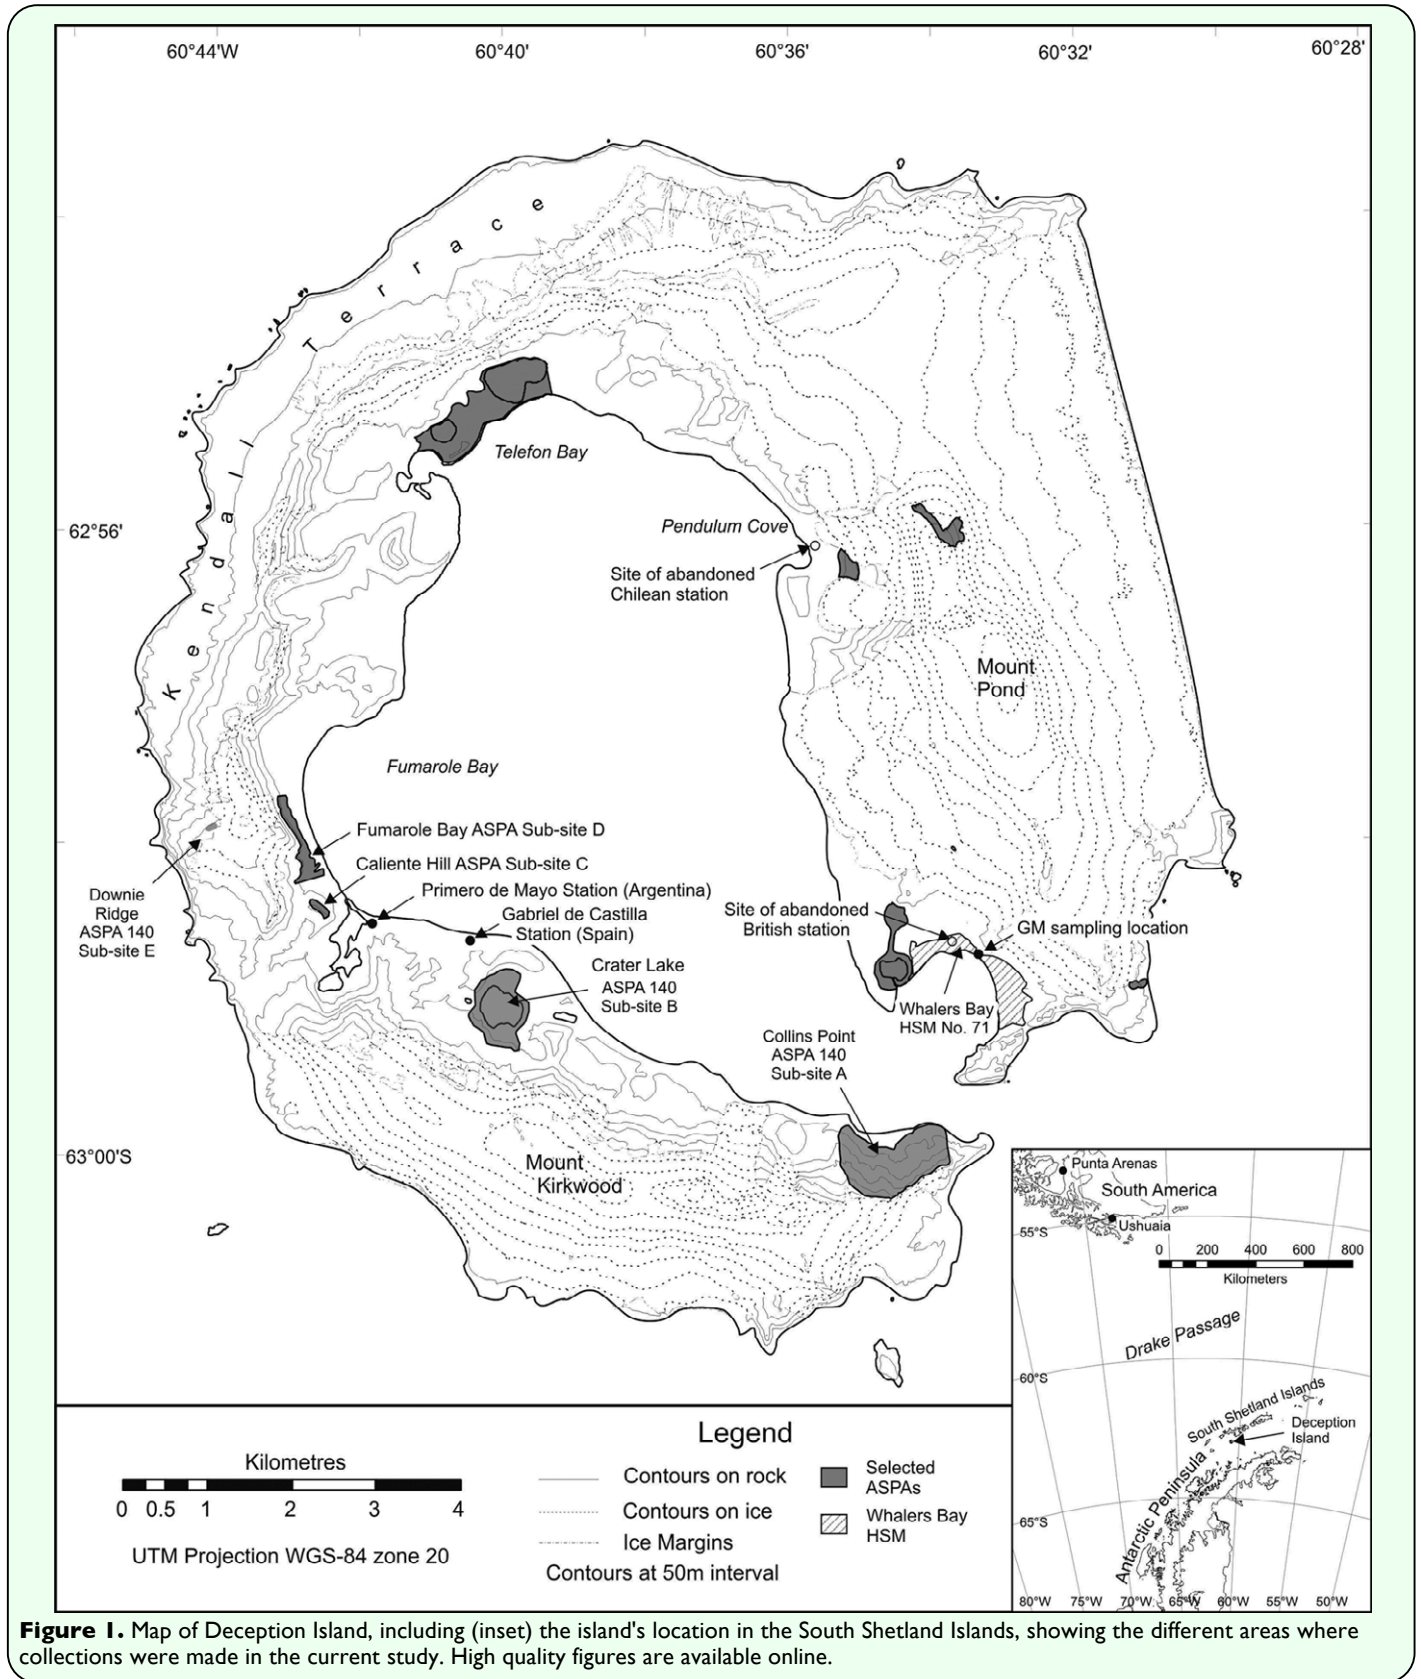 60°44'W
60°40'
60°36'
60°32'
60°28'
Kendall Terrace
Telefon Bay
62°56'
Pendulum Cove
Site of abandoned
Chilean station
Mount
Pond
Fumarole Bay
Fumarole Bay ASPA Sub-site D
Caliente Hill ASPA Sub-site C
Primero de Mayo Station (Argentina)
Gabriel de Castilla
Station (Spain)
Downie
Ridge
ASPA 140
Sub-site E
Crater Lake
ASPA 140
Sub-site B
Site of abandoned
British station
GM sampling location
Whalers Bay
HSM No. 71
Collins Point
ASPA 140
Sub-site A
63°00'S
Mount
Kirkwood
Punta Arenas
South America
Ushuaia
55°S
0 200 400 600 800
Kilometers
Drake Passage
60°S
South Shetland Islands
Deception
Island
Antarctic Peninsula
65°S
80°W 75°W 70°W 65°W 60°W 55°W 50°W
Kilometres
0 0.5 1 2 3 4
UTM Projection WGS-84 zone 20
Legend
Contours on rock
Contours on ice
Ice Margins
Contours at 50m interval
Selected
ASPAs
Whalers Bay
HSM
Figure 1. Map of Deception Island, including (inset) the island's location in the South Shetland Islands, showing the different areas where
collections were made in the current study. High quality figures are available online.